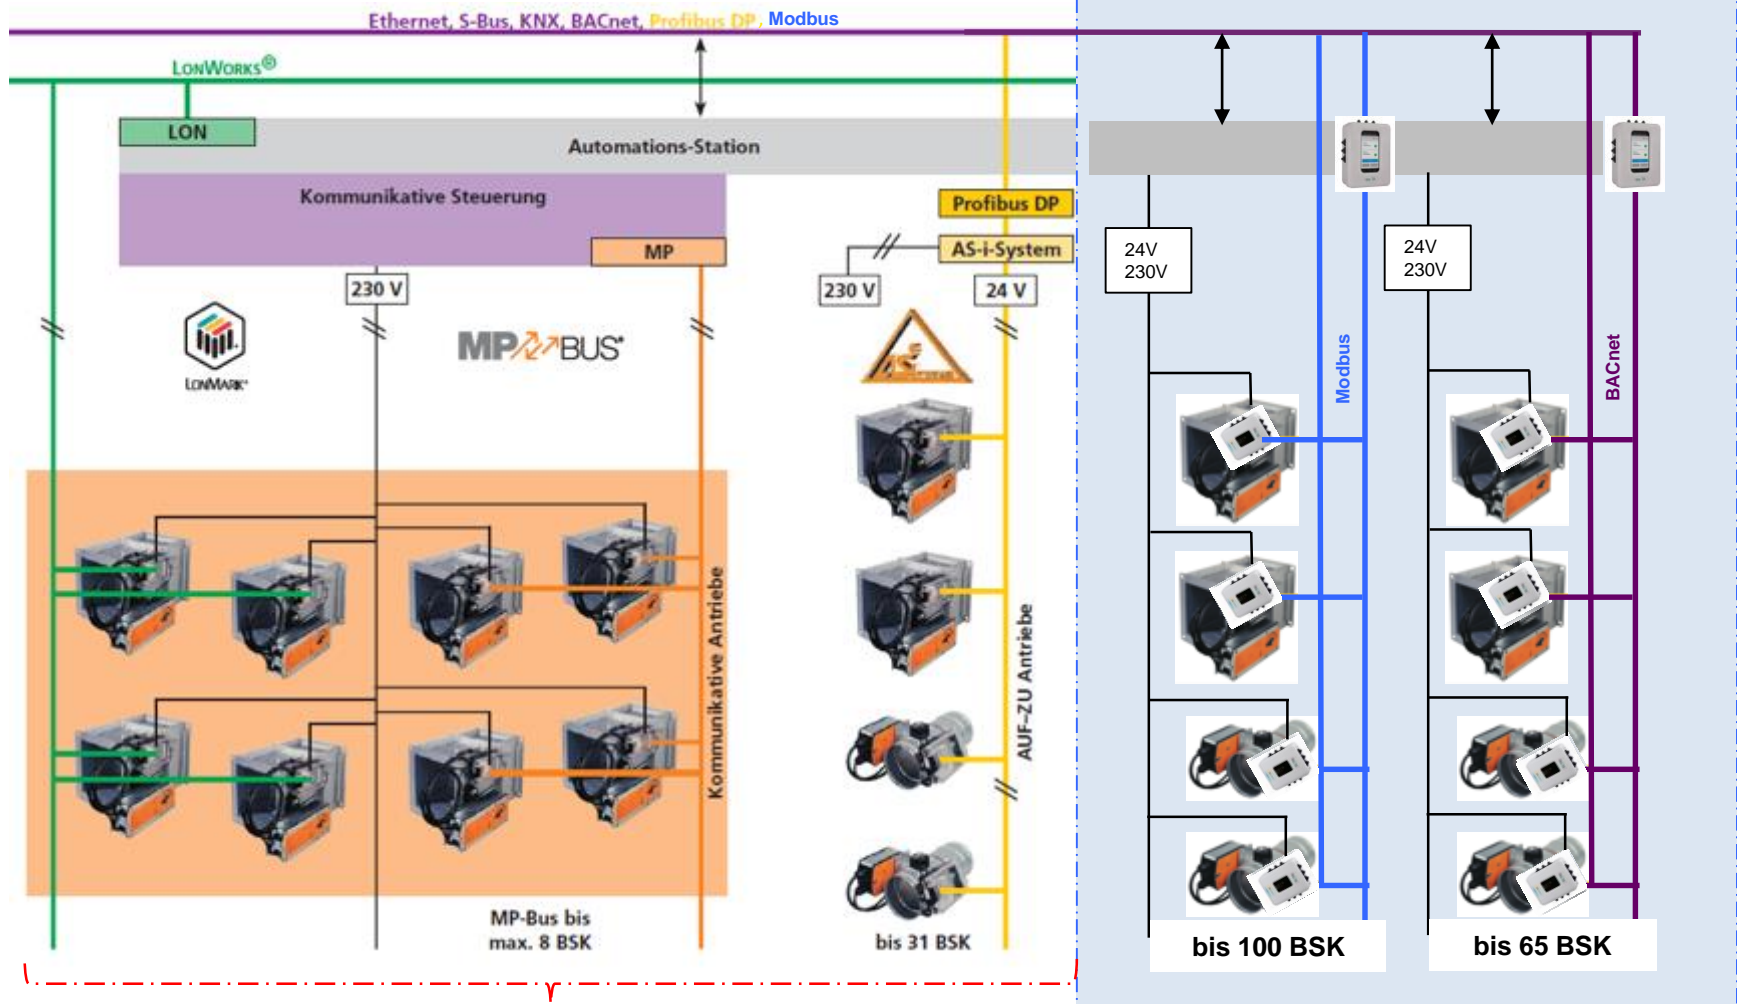 Ethernet, S-Bus, KNX, BACnet, Profibus DP, Modbus
LONWORKS®
LON
Automations-Station
Kommunikative Steuerung
MP
Profibus DP
AS-i-System
230 V
230 V
24 V
24V
230V
24V
230V
LONMARK®
MP BUS®
Modbus
BACnet
Kommunikative Antriebe
AUF–ZU Antriebe
MP-Bus bis
max. 8 BSK
bis 31 BSK
bis 100 BSK
bis 65 BSK